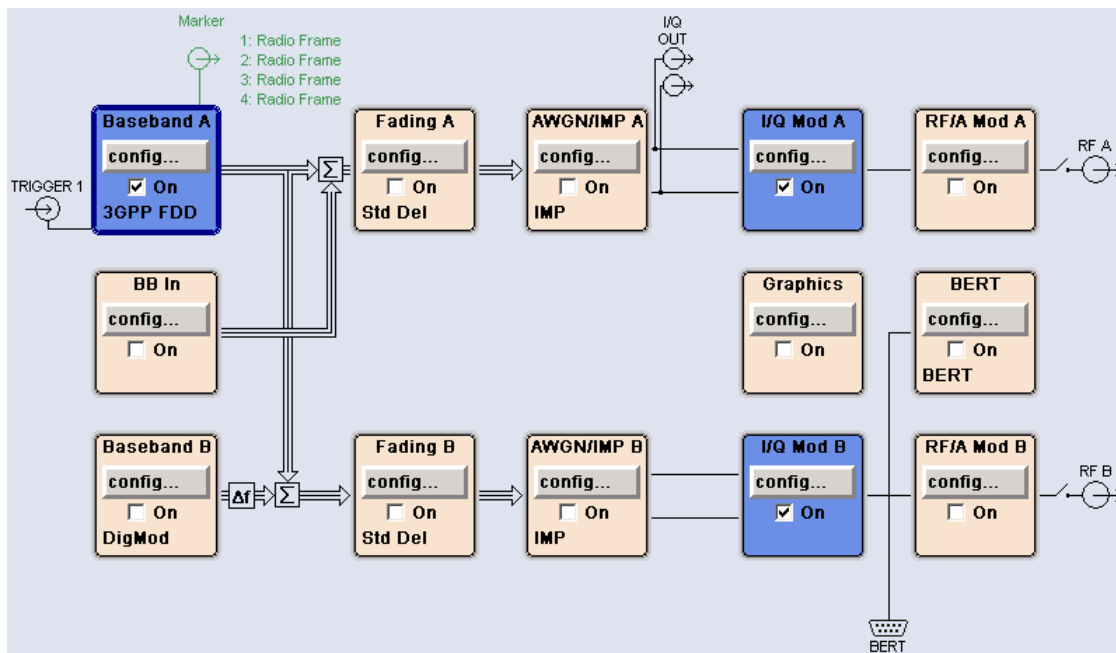 Marker
1: Radio Frame
2: Radio Frame
3: Radio Frame
4: Radio Frame
I/Q
OUT
TRIGGER 1
Baseband A
config...
On
3GPP FDD
Σ
Fading A
config...
On
Std Del
AWGN/IMP A
config...
On
IMP
I/Q Mod A
config...
On
RF/A Mod A
config...
On
RF A
BB In
config...
On
Graphics
config...
On
BERT
config...
On
BERT
Baseband B
config...
On
DigMod
Δf
Σ
Fading B
config...
On
Std Del
AWGN/IMP B
config...
On
IMP
I/Q Mod B
config...
On
RF/A Mod B
config...
On
RF B
BERT